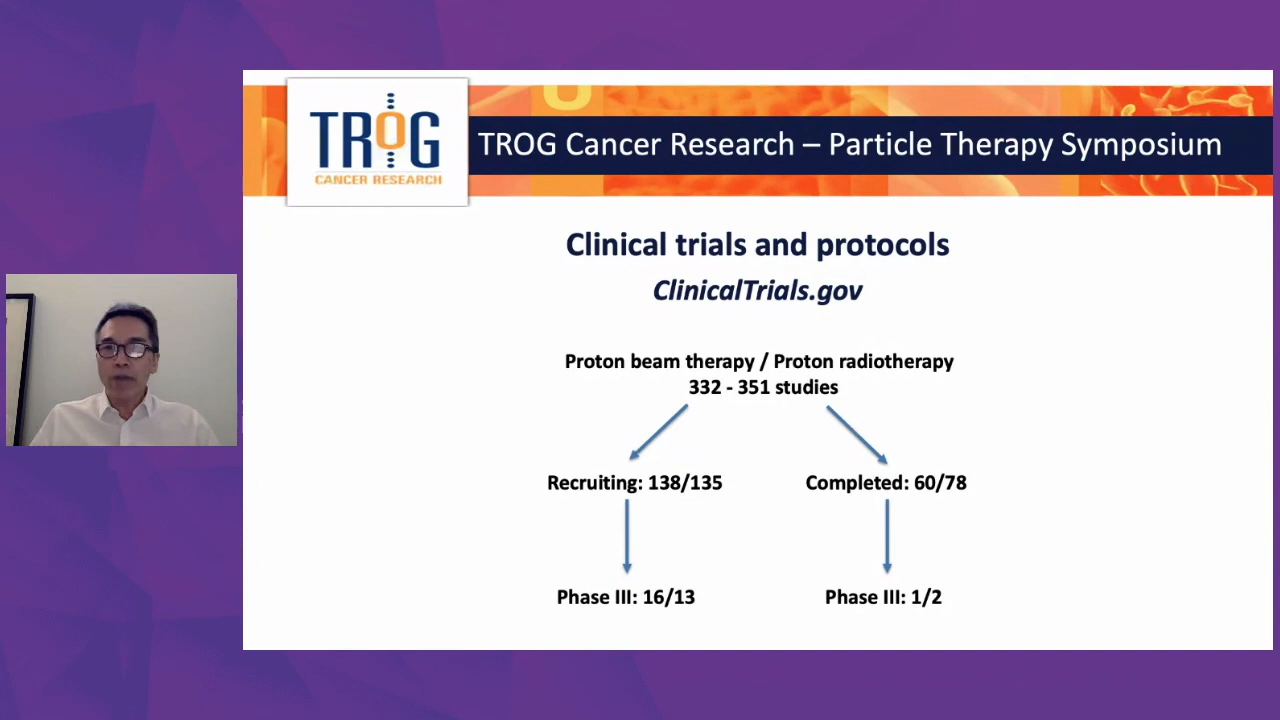 TROG
CANCER RESEARCH
TROG Cancer Research – Particle Therapy Symposium
Clinical trials and protocols
ClinicalTrials.gov
Proton beam therapy / Proton radiotherapy
332 - 351 studies
Recruiting: 138/135
Completed: 60/78
Phase III: 16/13
Phase III: 1/2